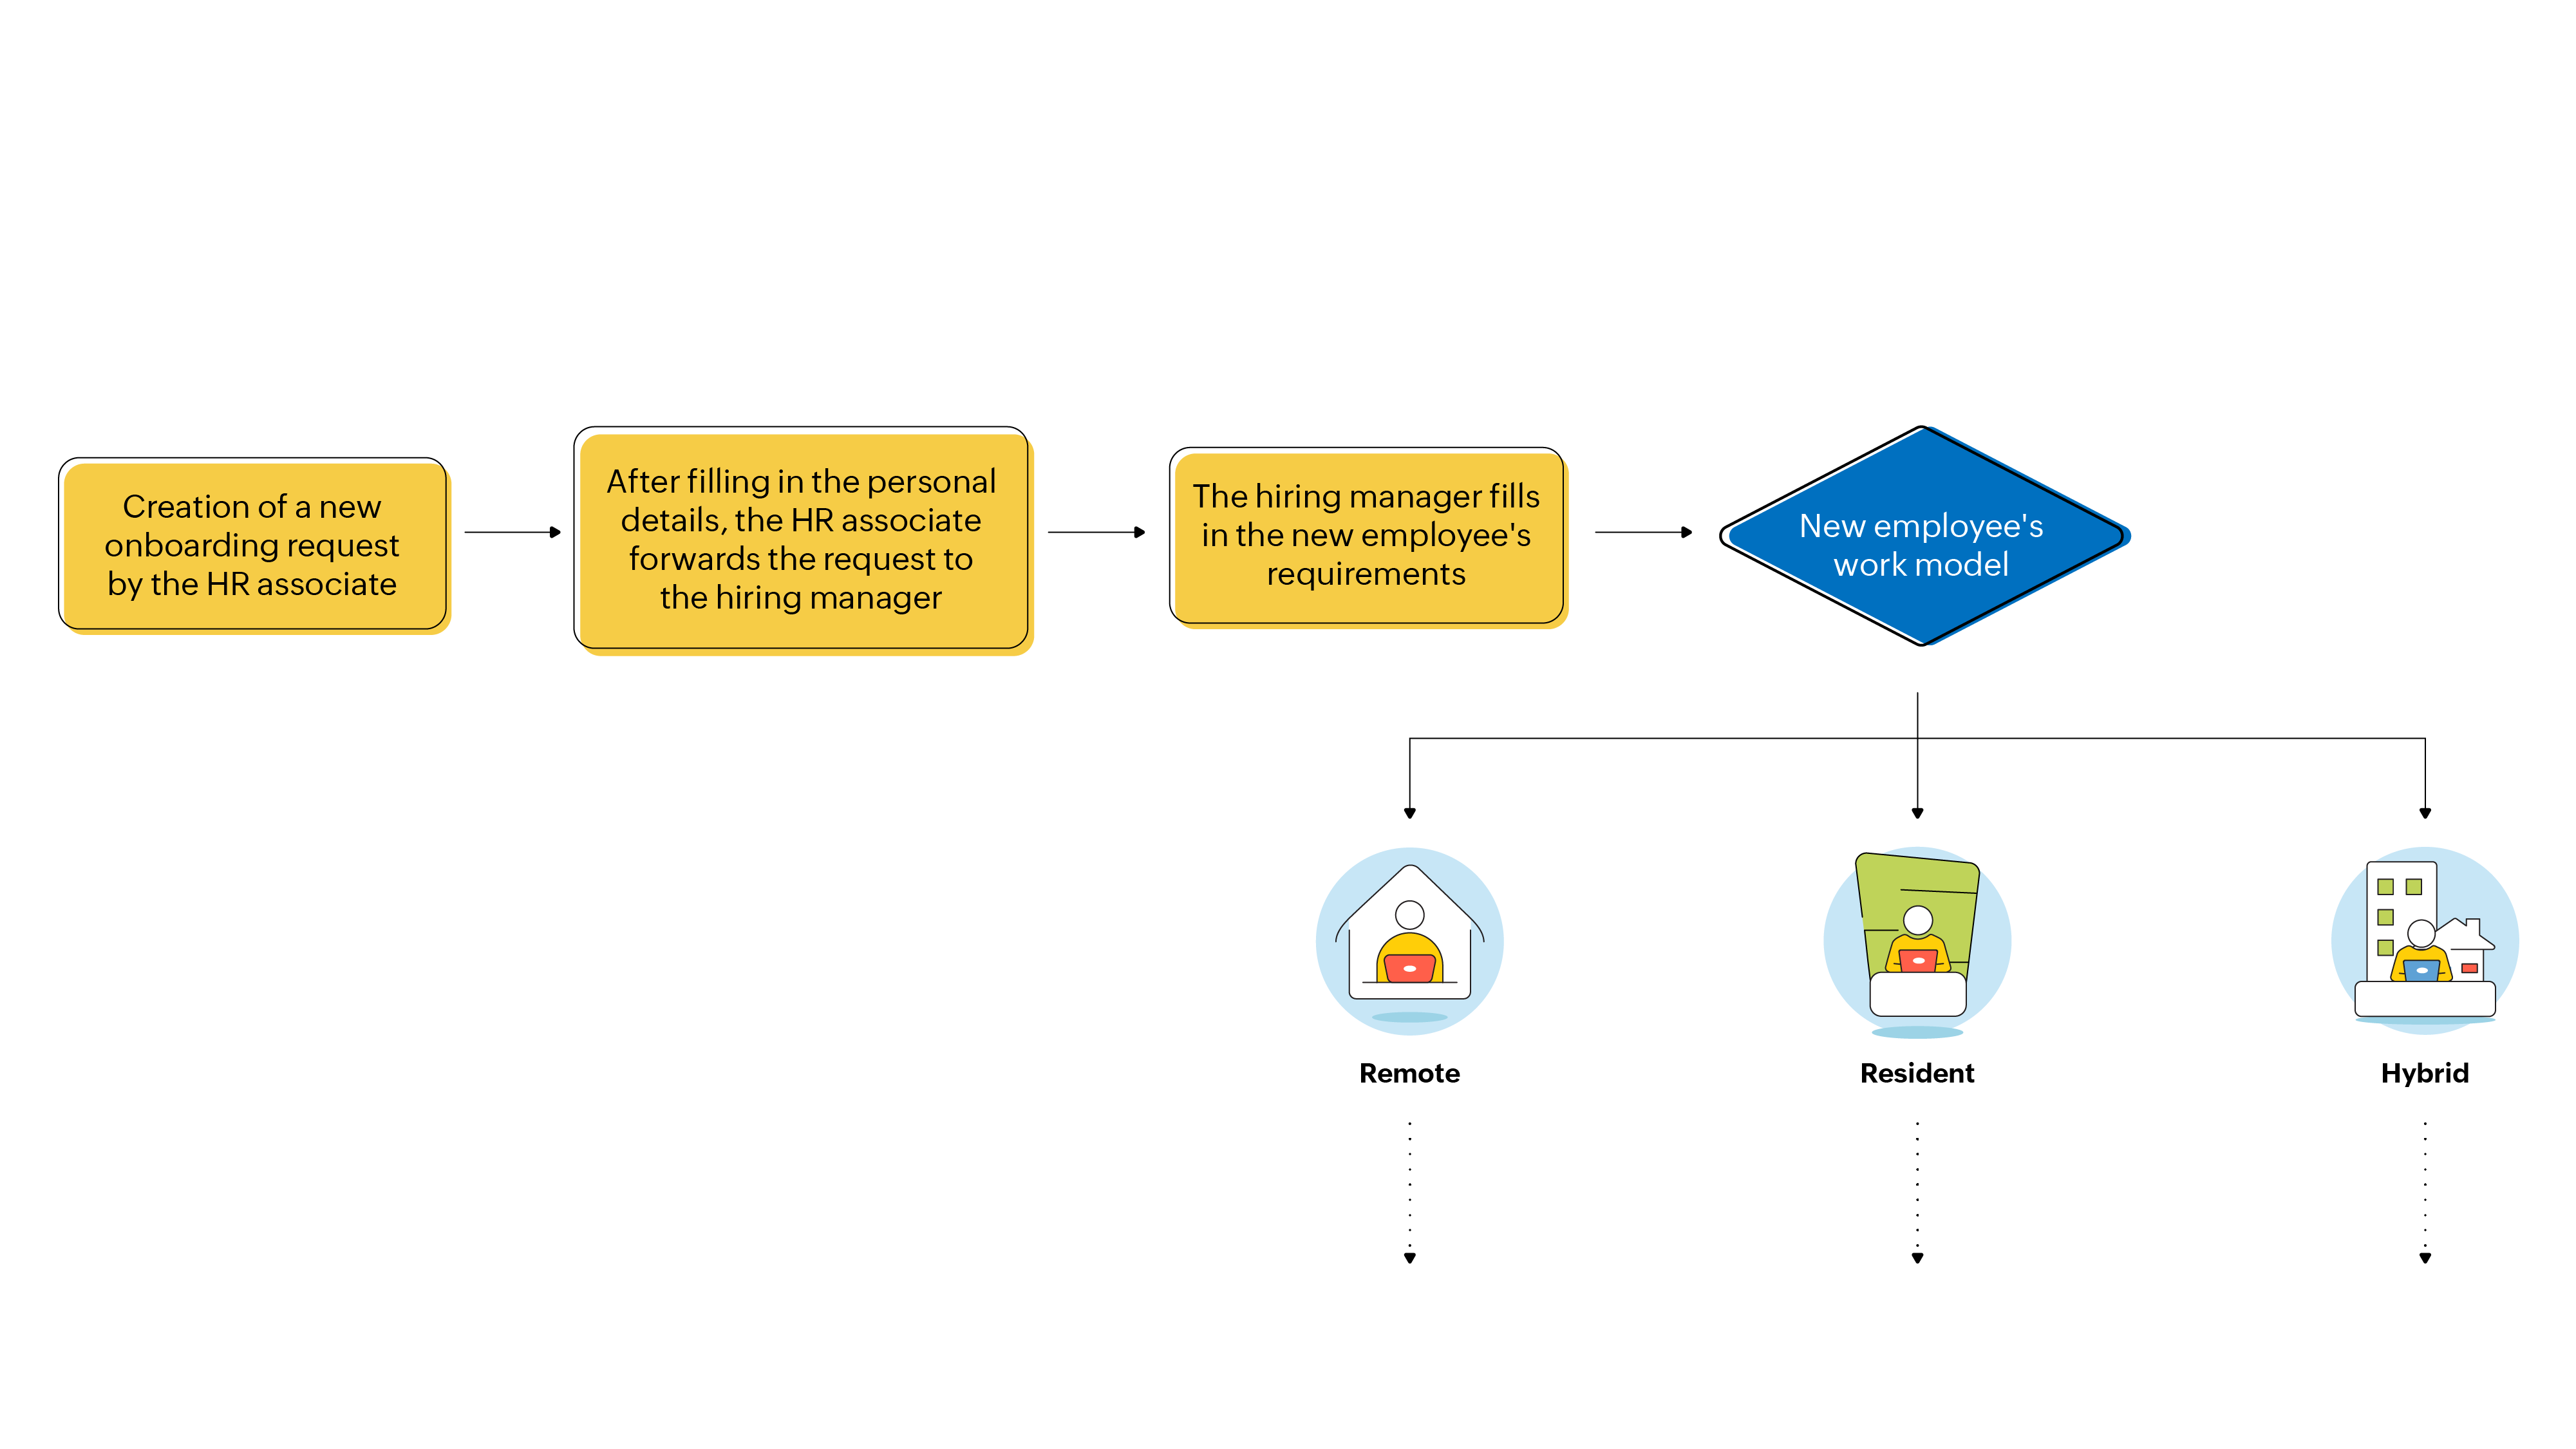 Creation of a new
onboarding request
by the HR associate
After filling in the personal
details, the HR associate
forwards the request to
the hiring manager
The hiring manager fills
in the new employee's
requirements
New employee's
work model
Remote
Resident
Hybrid